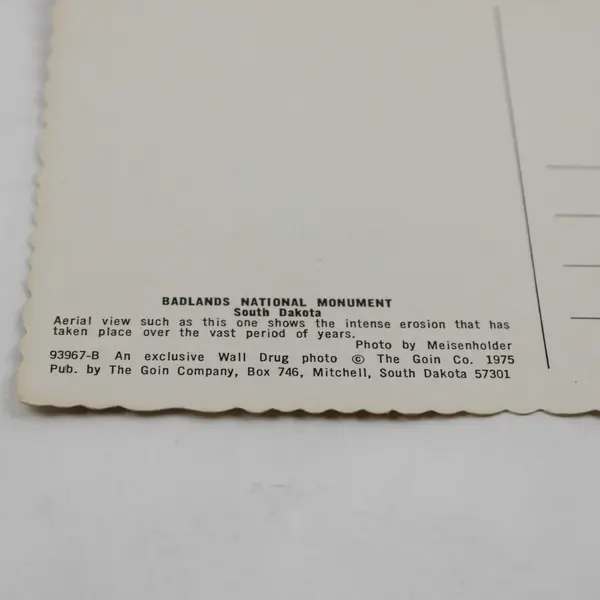 BADLANDS NATIONAL MONUMENT
South Dakota
Aerial view such as this one shows the intense erosion that has
taken place over the vast period of years.
Photo by Meisenholder
93967-B An exclusive Wall Drug photo © The Goin Co. 1975
Pub. by The Goin Company, Box 746, Mitchell, South Dakota 57301